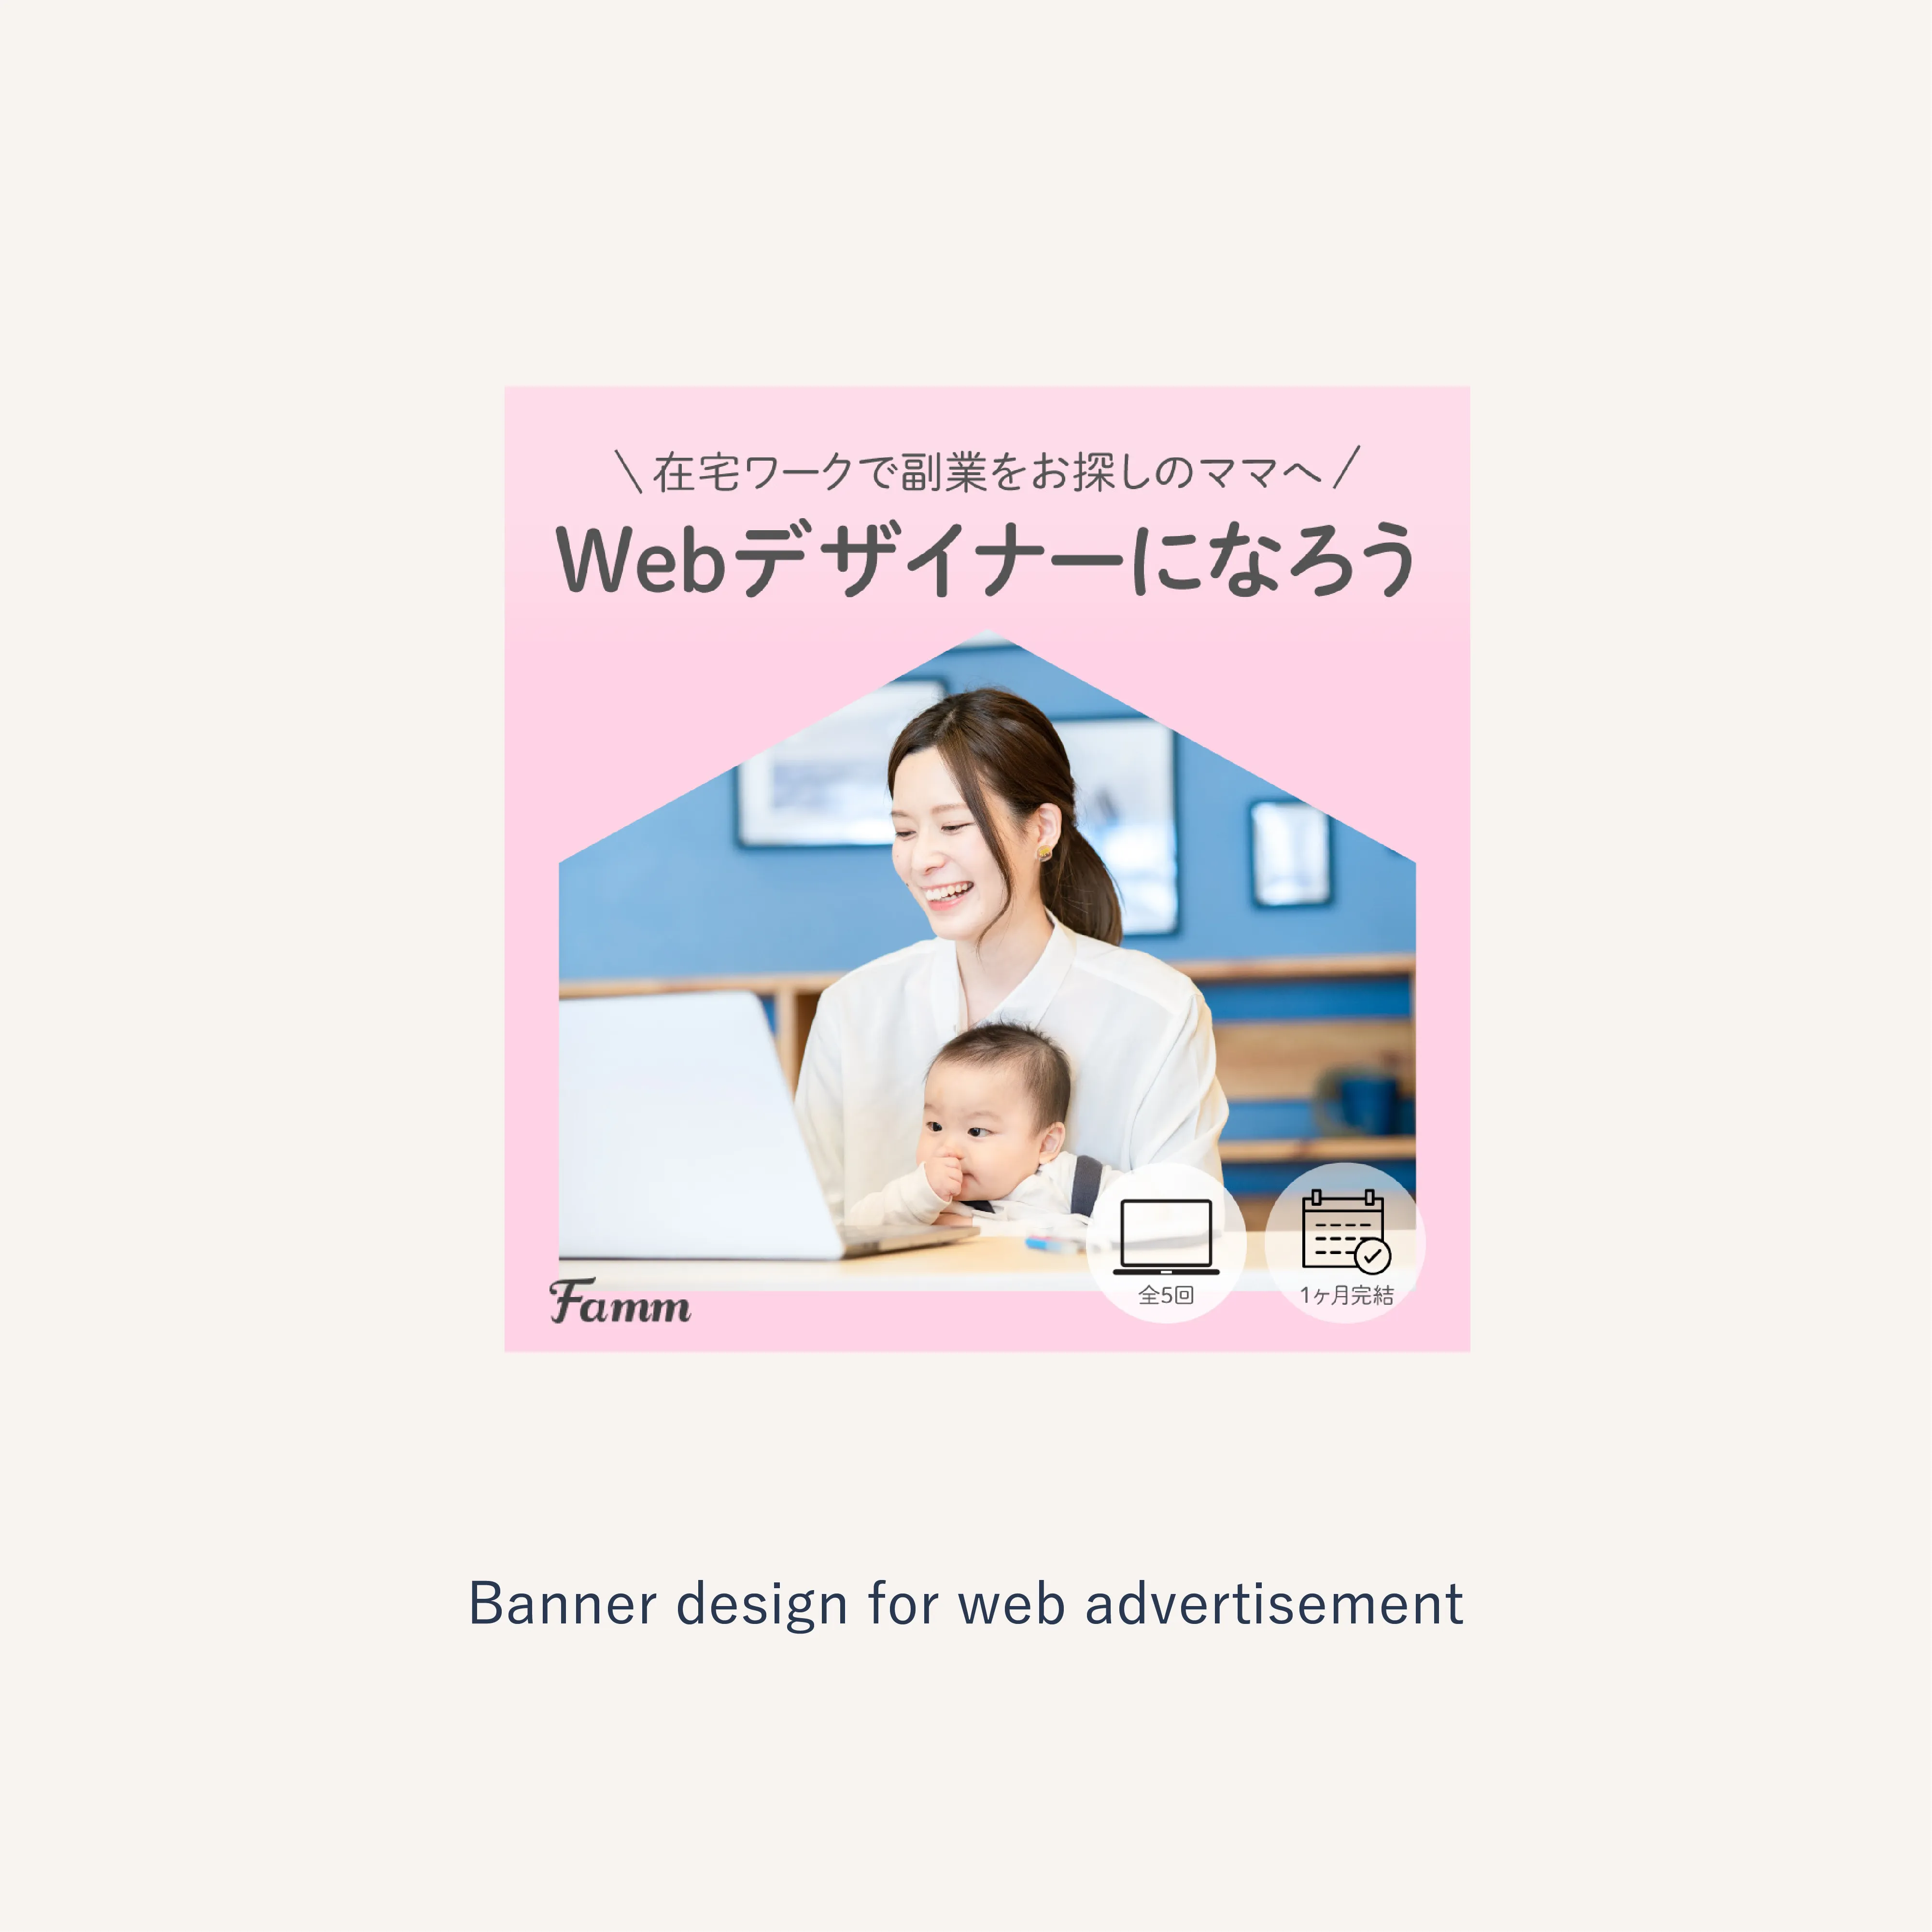 \ 在宅ワークで副業をお探しのママへ /
Webデザイナーになろう
全5回
1ヶ月完結
Famm
Banner design for web advertisement